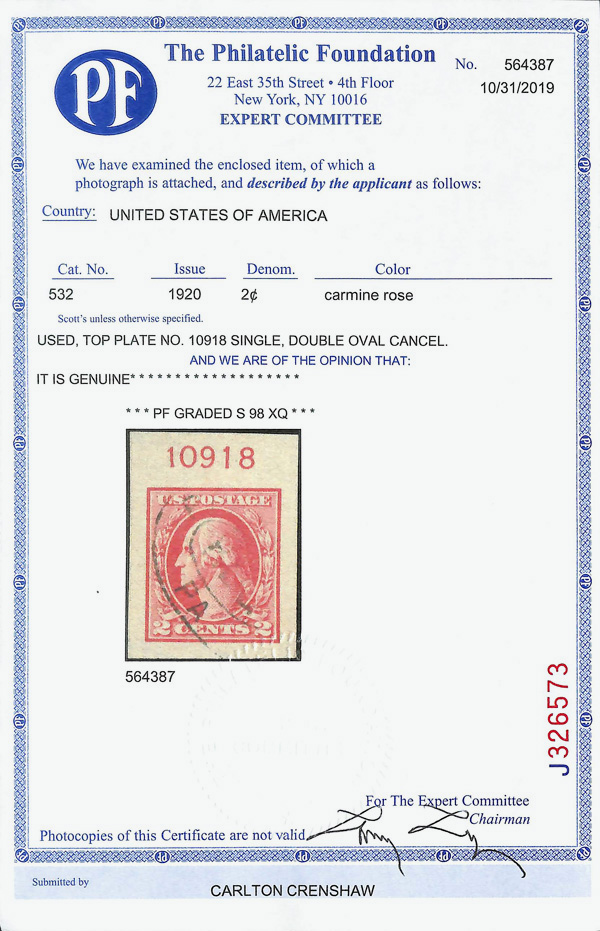 PF
The Philatelic Foundation
No. 564387
22 East 35th Street • 4th Floor
10/31/2019
New York, NY 10016
EXPERT COMMITTEE
We have examined the enclosed item, of which a
photograph is attached, and described by the applicant as follows:
Country: UNITED STATES OF AMERICA
Cat. No. Issue Denom. Color
532 1920 2¢ carmine rose
Scott's unless otherwise specified.
USED, TOP PLATE NO. 10918 SINGLE, DOUBLE OVAL CANCEL.
AND WE ARE OF THE OPINION THAT:
IT IS GENUINE* * * * * * * * * * * * * * * * * * *
* * * PF GRADED S 98 XQ * * *
10918
U.S. POSTAGE
PA
2 CENTS 2
564387
J326573
For The Expert Committee
Chairman
Photocopies of this Certificate are not valid
Submitted by
CARLTON CRENSHAW